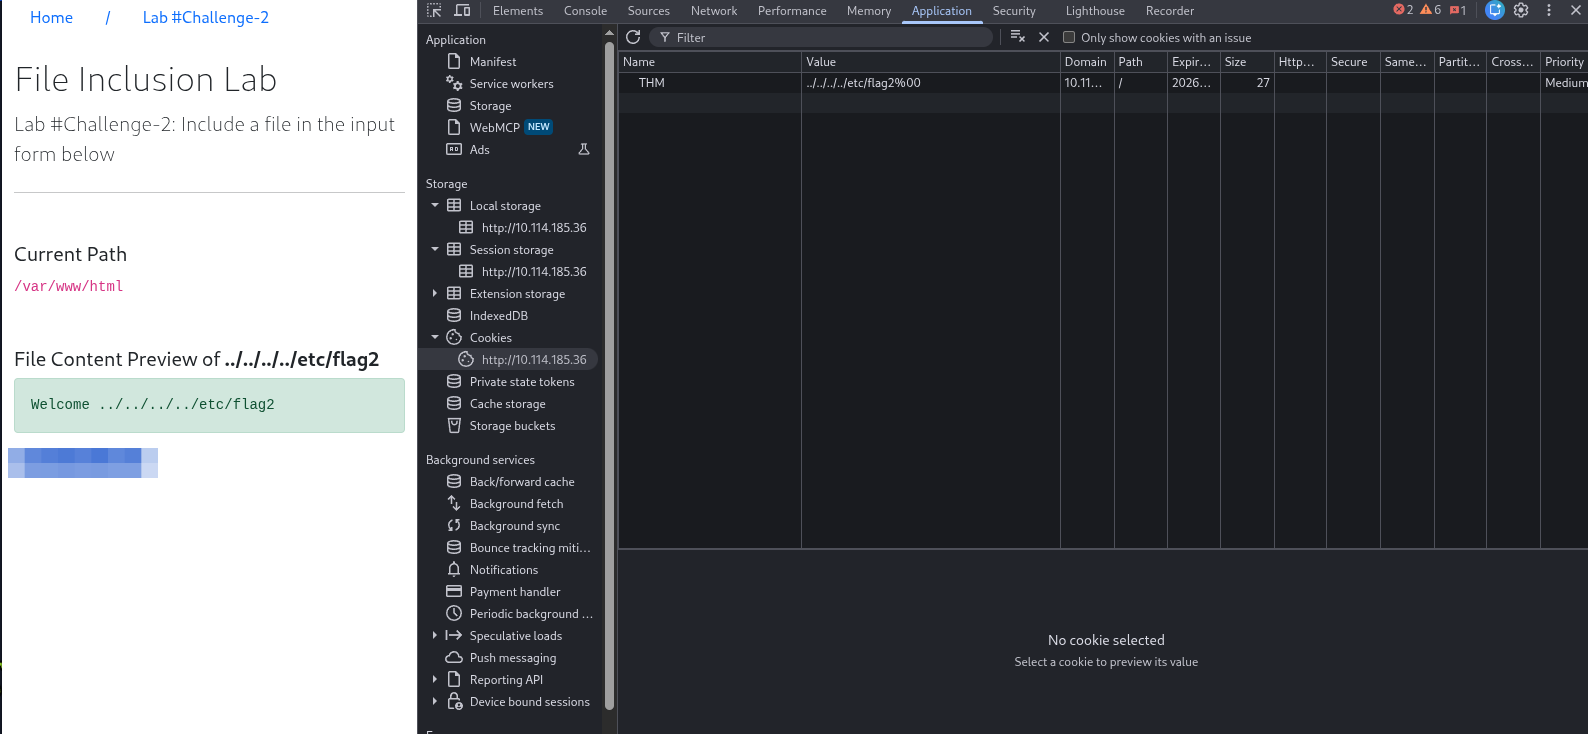 Home / Lab #Challenge-2
File Inclusion Lab
Lab #Challenge-2: Include a file in the input
form below
Current Path
/var/www/html
File Content Preview of ../../../../etc/flag2
Welcome ../../../../etc/flag2
Elements Console Sources Network Performance Memory Application Security Lighthouse Recorder 2 6 1
Application
Manifest
Service workers
Storage
WebMCP NEW
Ads
Storage
Local storage
http://10.114.185.36
Session storage
http://10.114.185.36
Extension storage
IndexedDB
Cookies
http://10.114.185.36
Private state tokens
Cache storage
Storage buckets
Background services
Back/forward cache
Background fetch
Background sync
Bounce tracking miti...
Notifications
Payment handler
Periodic background ...
Speculative loads
Push messaging
Reporting API
Device bound sessions
Filter Only show cookies with an issue
Name Value Domain Path Expir... Size Http... Secure Same... Partit... Cross... Priority
THM ../../../../etc/flag2%00 10.11... / 2026... 27 Medium
No cookie selected
Select a cookie to preview its value